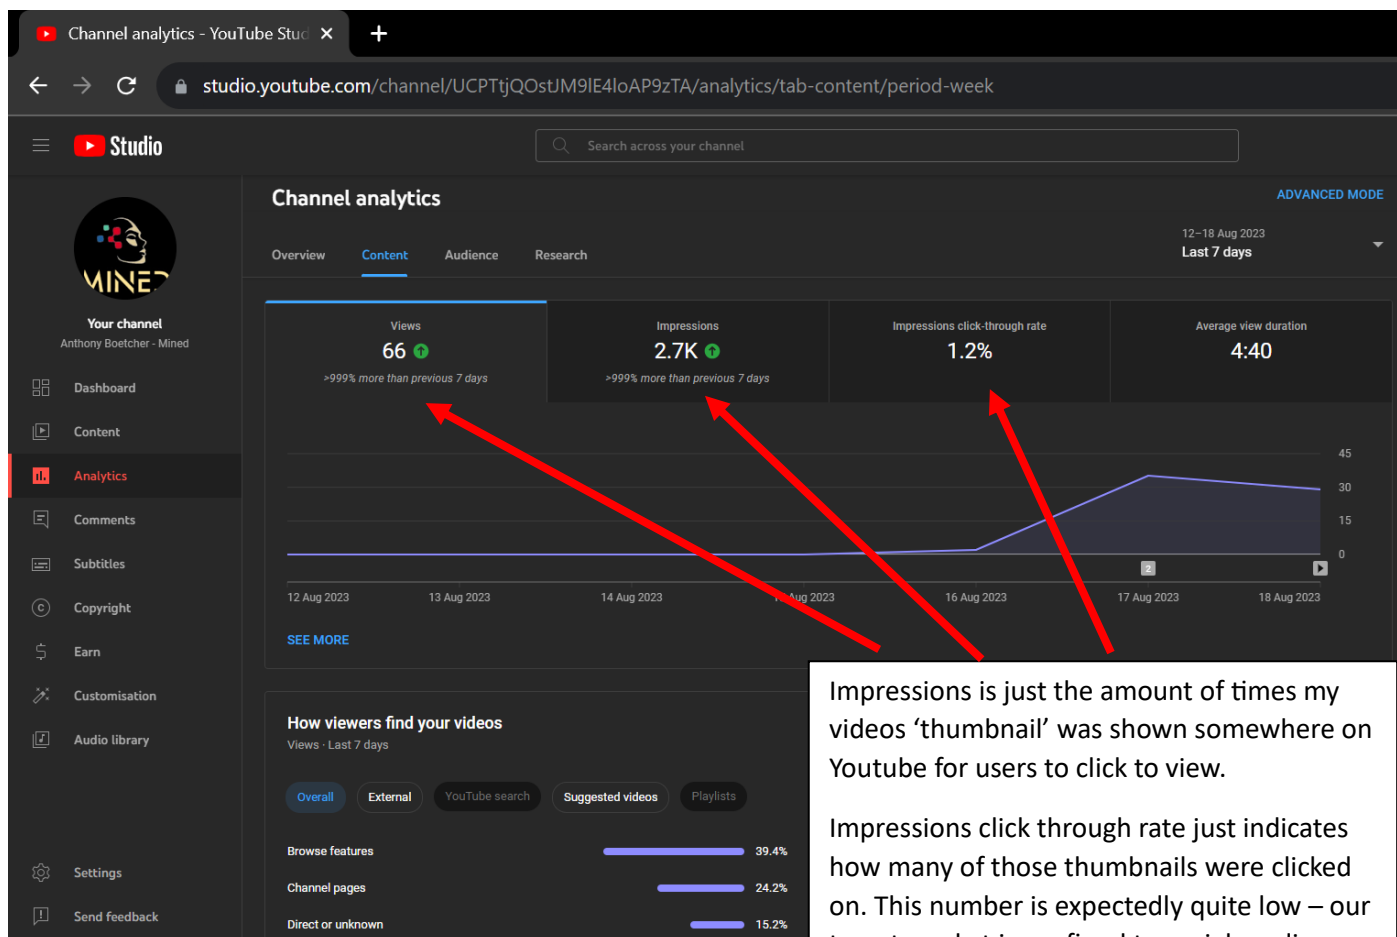 Channel analytics - YouTube Stud
studio.youtube.com/channel/UCPTtjQOstJM9lE4loAP9zTA/analytics/tab-content/period-week
Studio
Search across your channel
MINED
Your channel
Anthony Boetcher - Mined
Dashboard
Content
Analytics
Comments
Subtitles
Copyright
Earn
Customisation
Audio library
Settings
Send feedback
Channel analytics
ADVANCED MODE
Overview Content Audience Research
12–18 Aug 2023
Last 7 days
Views
66
>999% more than previous 7 days
Impressions
2.7K
>999% more than previous 7 days
Impressions click-through rate
1.2%
Average view duration
4:40
45
30
15
0
2
12 Aug 2023 13 Aug 2023 14 Aug 2023 Aug 2023 16 Aug 2023 17 Aug 2023 18 Aug 2023
SEE MORE
How viewers find your videos
Views · Last 7 days
Overall External YouTube search Suggested videos Playlists
Browse features 39.4%
Channel pages 24.2%
Direct or unknown 15.2%
Impressions is just the amount of times my
videos ‘thumbnail’ was shown somewhere on
Youtube for users to click to view.
Impressions click through rate just indicates
how many of those thumbnails were clicked
on. This number is expectedly quite low – our